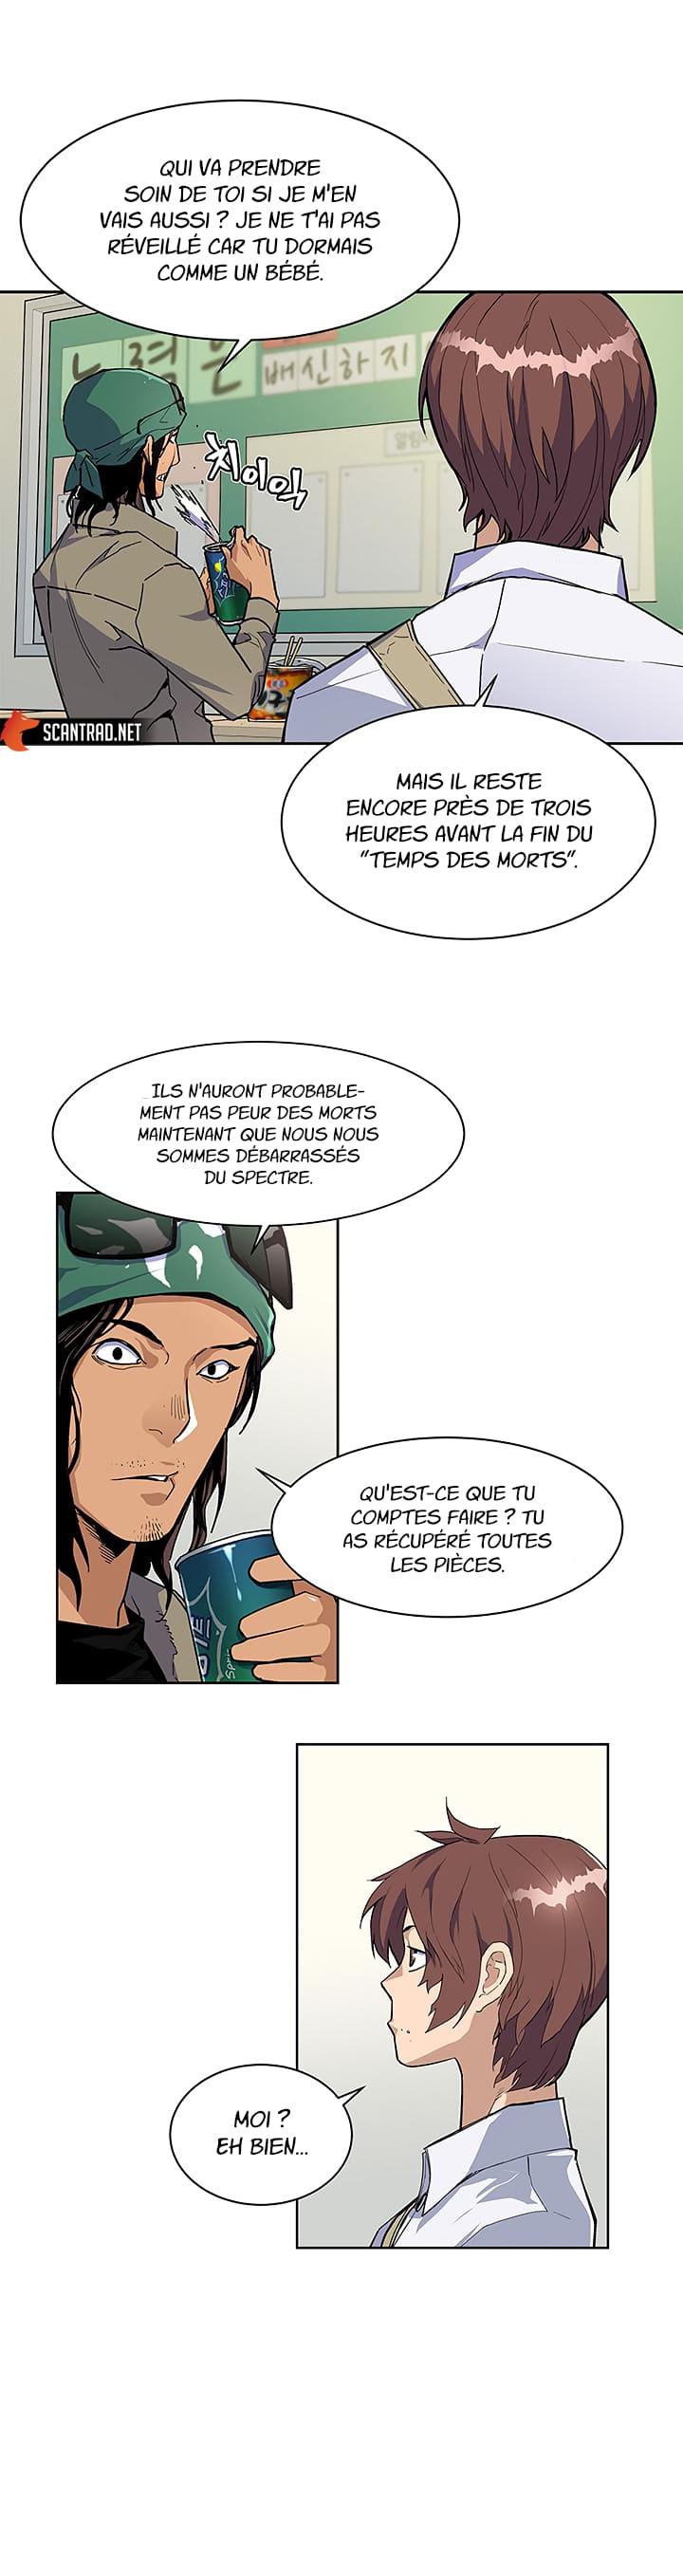 QUI VA PRENDRE
SOIN DE TOI SI JE M'EN
VAIS AUSSI ? JE NE T'AI PAS
RÉVEILLÉ CAR TU DORMAIS
COMME UN BÉBÉ.
노력은 배신하지
치이익
SCANTRAD.NET
MAIS IL RESTE
ENCORE PRÈS DE TROIS
HEURES AVANT LA FIN DU
"TEMPS DES MORTS".
ILS N'AURONT PROBABLE-
MENT PAS PEUR DES MORTS
MAINTENANT QUE NOUS NOUS
SOMMES DÉBARRASSÉS
DU SPECTRE.
QU'EST-CE QUE TU
COMPTES FAIRE ? TU
AS RÉCUPÉRÉ TOUTES
LES PIÈCES.
MOI ?
EH BIEN...